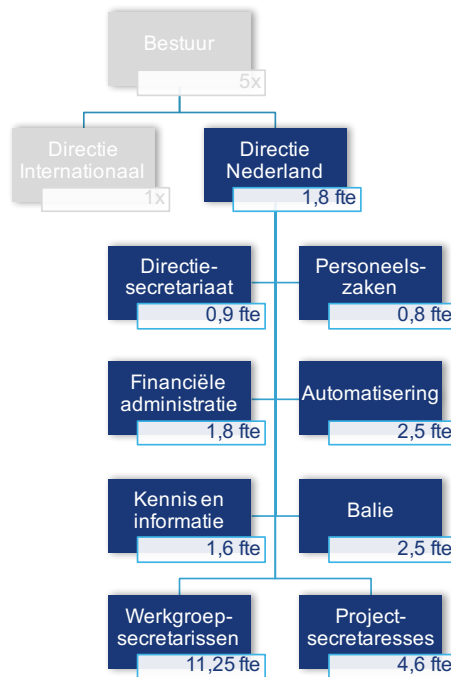 Bestuur
5x
Directie
Internationaal
1x
Directie
Nederland
1,8 fte
Directie-
secretariaat
0,9 fte
Personeels-
zaken
0,8 fte
Financiële
administratie
1,8 fte
Automatisering
2,5 fte
Kennis en
informatie
1,6 fte
Balie
2,5 fte
Werkgroep-
secretarissen
11,25 fte
Project-
secretaresses
4,6 fte